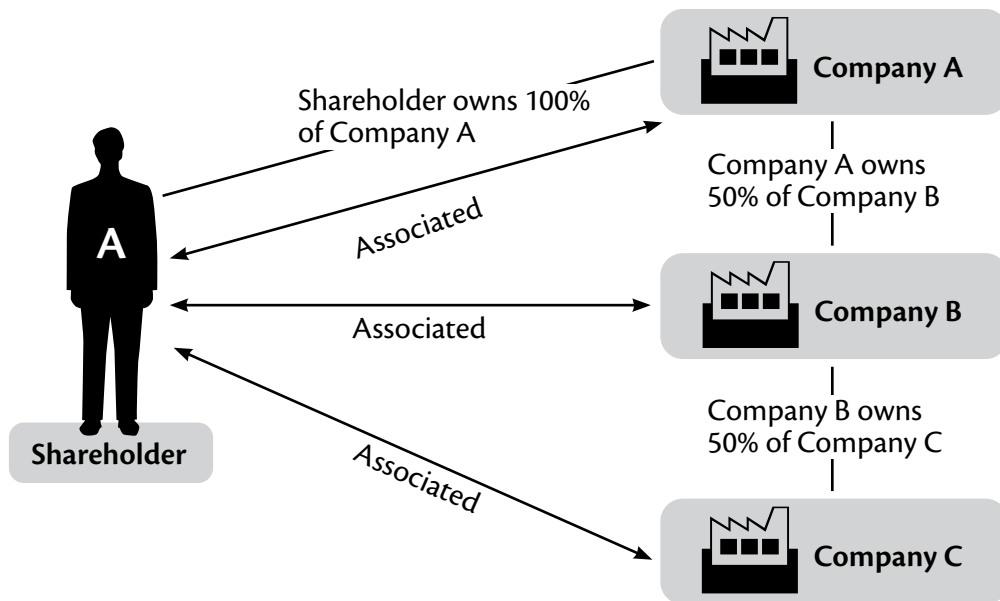 Company A
Shareholder owns 100%
of Company A
Company A owns
50% of Company B
A
Associated
Company B
Associated
Company B owns
50% of Company C
Shareholder
Associated
Company C